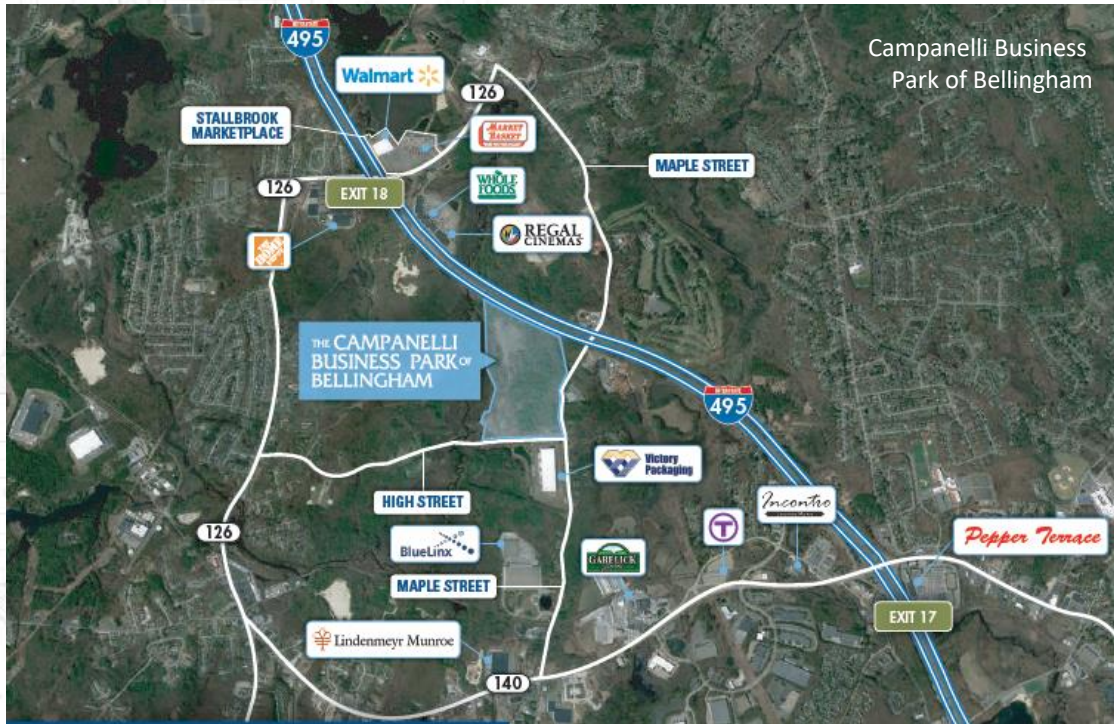 INTERSTATE
495
Campanelli Business
Park of Bellingham
Walmart
126
STALLBROOK
MARKETPLACE
MARKET
BASKET
MAPLE STREET
126
EXIT 18
WHOLE
FOODS
REGAL
CINEMAS
THE CAMPANELLI
BUSINESS PARK OF
BELLINGHAM
INTERSTATE
495
Victory
Packaging
HIGH STREET
Incontro
126
BlueLinx
T
Pepper Terrace
GARELICK
MAPLE STREET
EXIT 17
Lindenmeyr Munroe
140